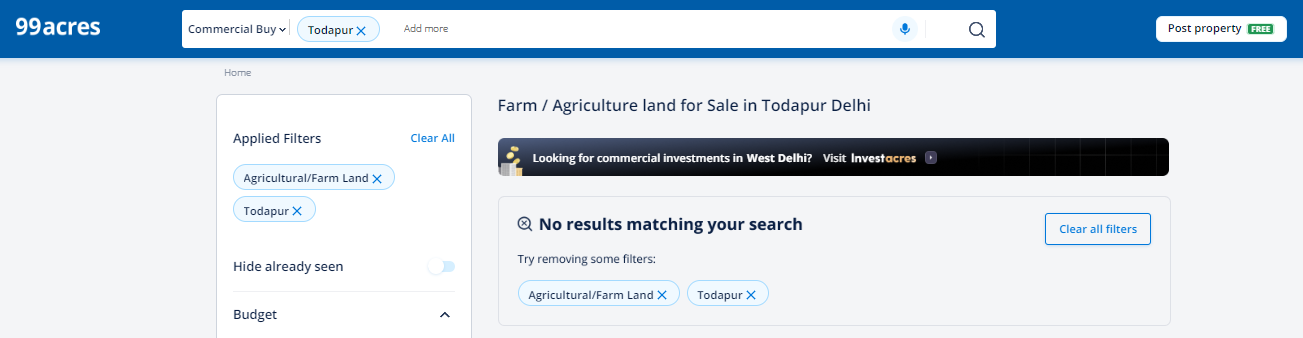 99acres
Commercial Buy
Todapur
Add more
Post property FREE
Home
Applied Filters
Clear All
Agricultural/Farm Land
Todapur
Hide already seen
Budget
Farm / Agriculture land for Sale in Todapur Delhi
Looking for commercial investments in West Delhi? Visit Investacres
No results matching your search
Clear all filters
Try removing some filters:
Agricultural/Farm Land
Todapur